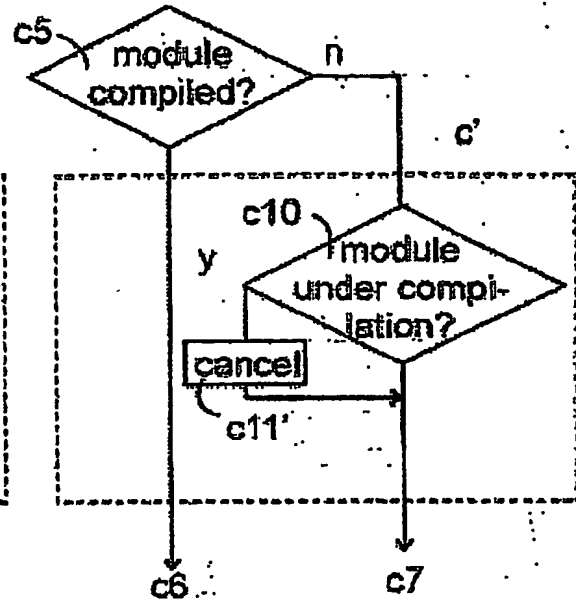 c5
module
compiled?
n
c'
c10
y
module
under compi-
lation?
cancel
c11'
c6
c7